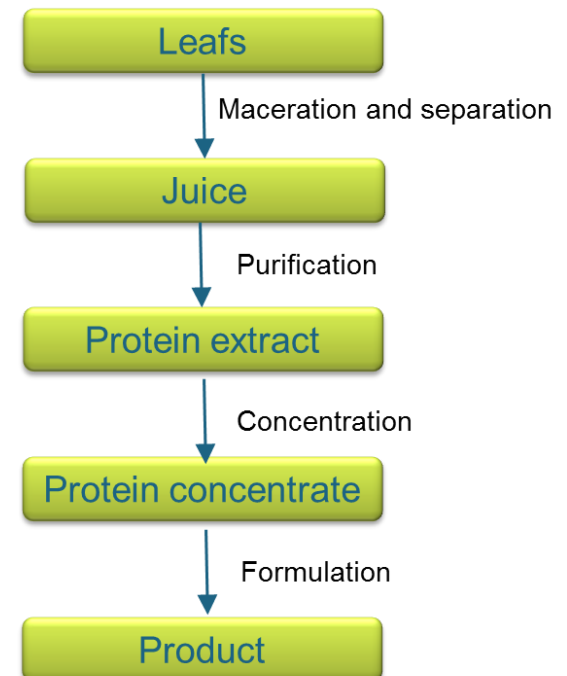 Leafs
Maceration and separation
Juice
Purification
Protein extract
Concentration
Protein concentrate
Formulation
Product